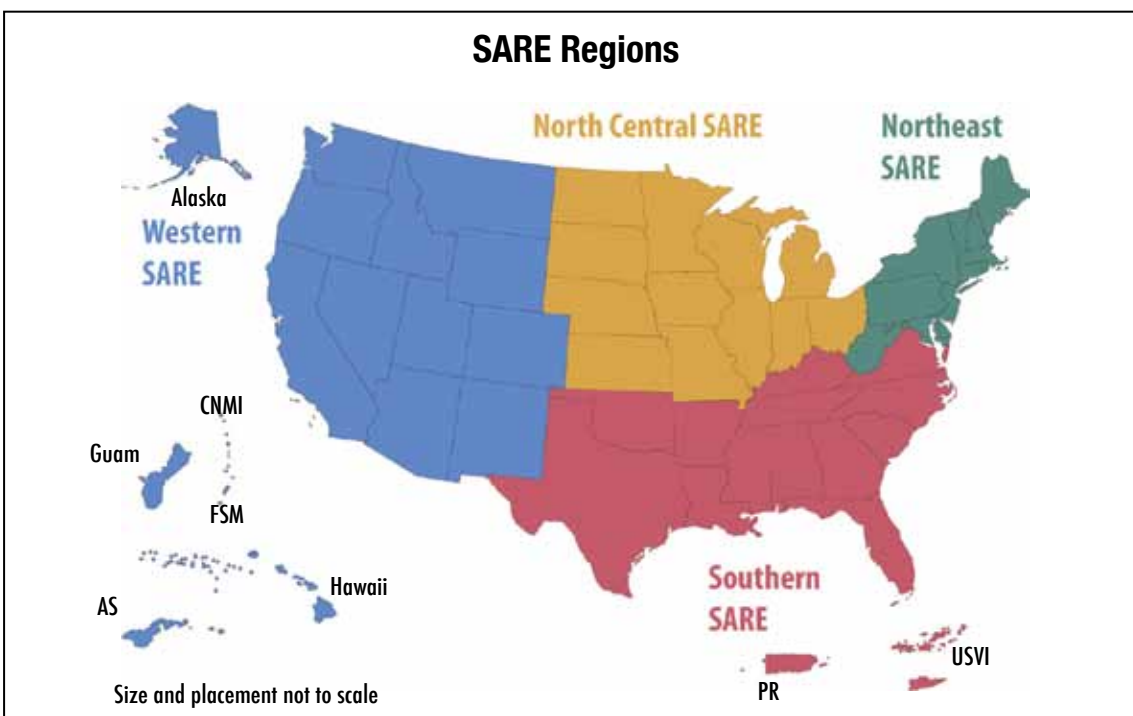 SARE Regions
North Central SARE
Northeast
SARE
Alaska
Western
SARE
CNMI
Guam
FSM
Hawaii
AS
Southern
SARE
USVI
PR
Size and placement not to scale